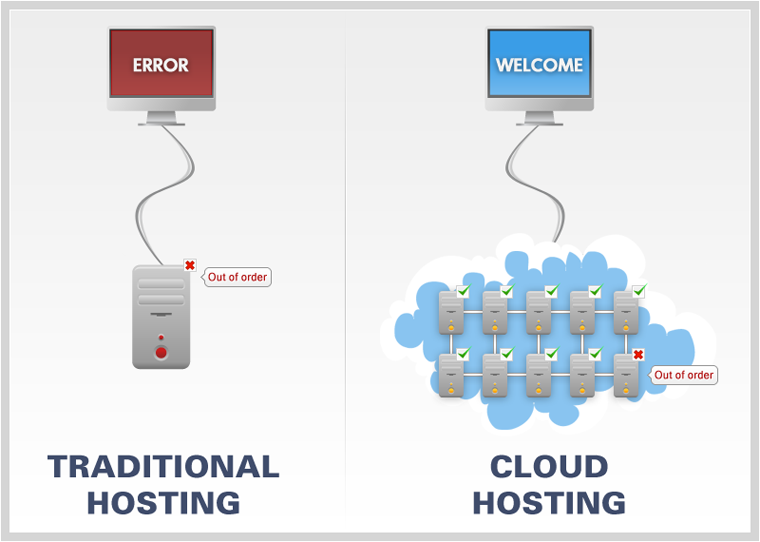 ERROR
WELCOME
Out of order
Out of order
TRADITIONAL
HOSTING
CLOUD
HOSTING